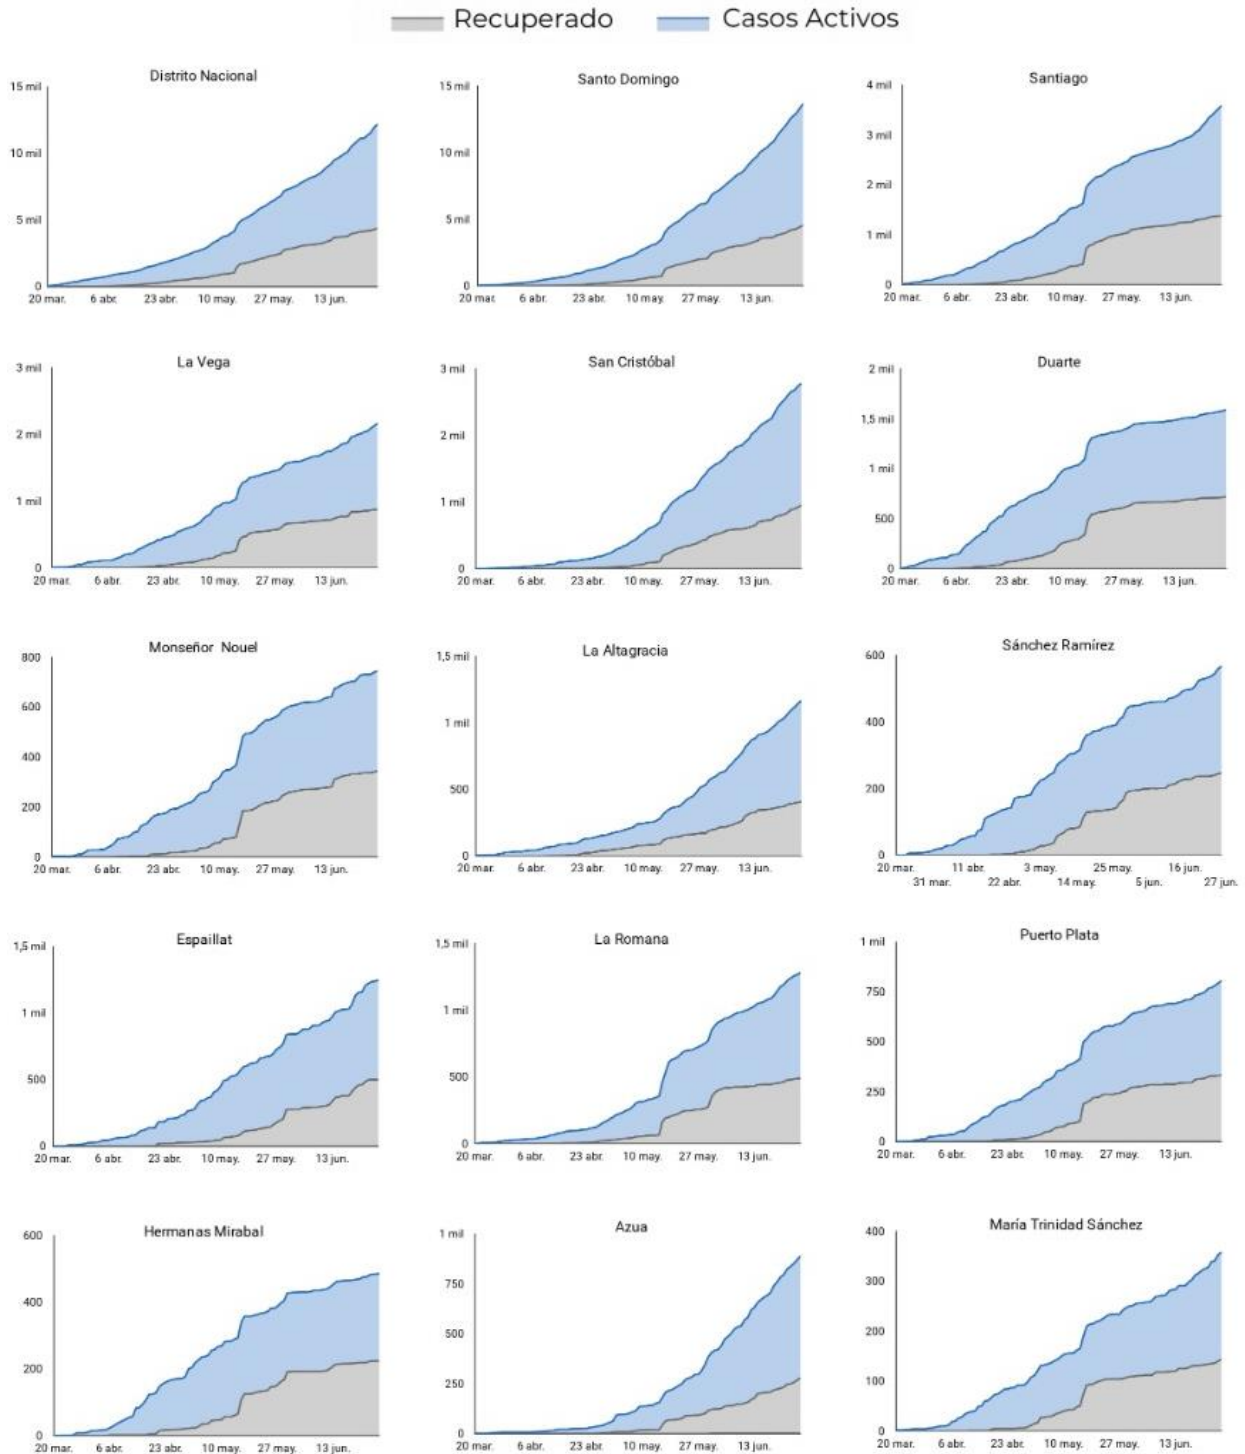 Recuperado Casos Activos
Distrito Nacional
15 mil
10 mil
5 mil
0
20 mar. 6 abr. 23 abr. 10 may. 27 may. 13 jun.
Santo Domingo
15 mil
10 mil
5 mil
0
20 mar. 6 abr. 23 abr. 10 may. 27 may. 13 jun.
Santiago
4 mil
3 mil
2 mil
1 mil
0
20 mar. 6 abr. 23 abr. 10 may. 27 may. 13 jun.
La Vega
3 mil
2 mil
1 mil
0
20 mar. 6 abr. 23 abr. 10 may. 27 may. 13 jun.
San Cristóbal
3 mil
2 mil
1 mil
0
20 mar. 6 abr. 23 abr. 10 may. 27 may. 13 jun.
Duarte
2 mil
1,5 mil
1 mil
500
0
20 mar. 6 abr. 23 abr. 10 may. 27 may. 13 jun.
Monseñor Nouel
800
600
400
200
0
20 mar. 6 abr. 23 abr. 10 may. 27 may. 13 jun.
La Altagracia
1,5 mil
1 mil
500
0
20 mar. 6 abr. 23 abr. 10 may. 27 may. 13 jun.
Sánchez Ramírez
600
400
200
0
20 mar. 11 abr. 3 may. 25 may. 16 jun.
31 mar. 22 abr. 14 may. 5 jun. 27 jun.
Espaillat
1,5 mil
1 mil
500
0
20 mar. 6 abr. 23 abr. 10 may. 27 may. 13 jun.
La Romana
1,5 mil
1 mil
500
0
20 mar. 6 abr. 23 abr. 10 may. 27 may. 13 jun.
Puerto Plata
1 mil
750
500
250
0
20 mar. 6 abr. 23 abr. 10 may. 27 may. 13 jun.
Hermanas Mirabal
600
400
200
0
20 mar. 6 abr. 23 abr. 10 may. 27 may. 13 jun.
Azua
1 mil
750
500
250
0
20 mar. 6 abr. 23 abr. 10 may. 27 may. 13 jun.
María Trinidad Sánchez
400
300
200
100
0
20 mar. 6 abr. 23 abr. 10 may. 27 may. 13 jun.